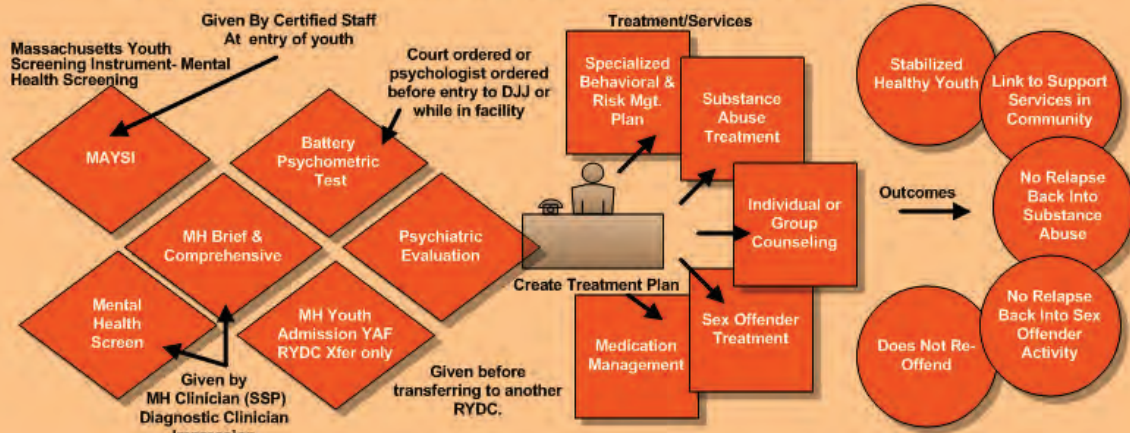 Given By Certified Staff
At entry of youth
Massachusetts Youth
Screening Instrument- Mental
Health Screening
Court ordered or
psychologist ordered
before entry to DJJ or
while in facility
MAYSI
Battery
Psychometric
Test
MH Brief &
Comprehensive
Psychiatric
Evaluation
Mental
Health
Screen
MH Youth
Admission YAF
RYDC Xfer only
Given by
MH Clinician (SSP)
Diagnostic Clinician
Given before
transferring to another
RYDC.
Treatment/Services
Specialized
Behavioral &
Risk Mgt.
Plan
Substance
Abuse
Treatment
Individual or
Group
Counseling
Create Treatment Plan
Medication
Management
Sex Offender
Treatment
Outcomes
Stabilized
Healthy Youth
Link to Support
Services in
Community
No Relapse
Back Into
Substance
Abuse
No Relapse
Back Into Sex
Offender
Activity
Does Not Re-
Offend